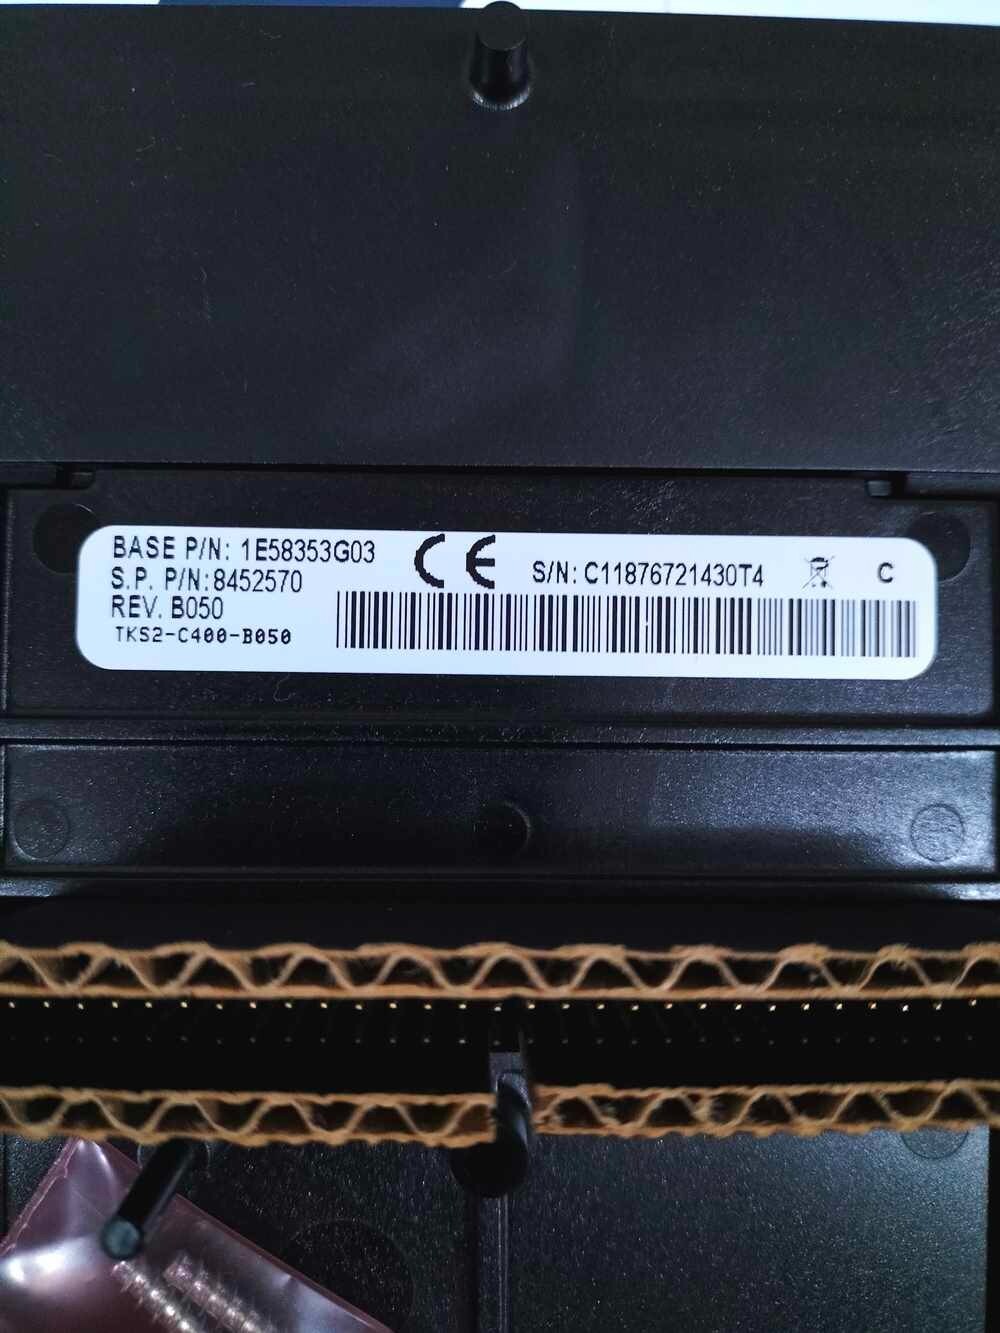 BASE P/N: 1E58353G03
S.P. P/N:8452570
REV. B050
TKS2-C400-B050
CE
S/N: C11876721430T4
C